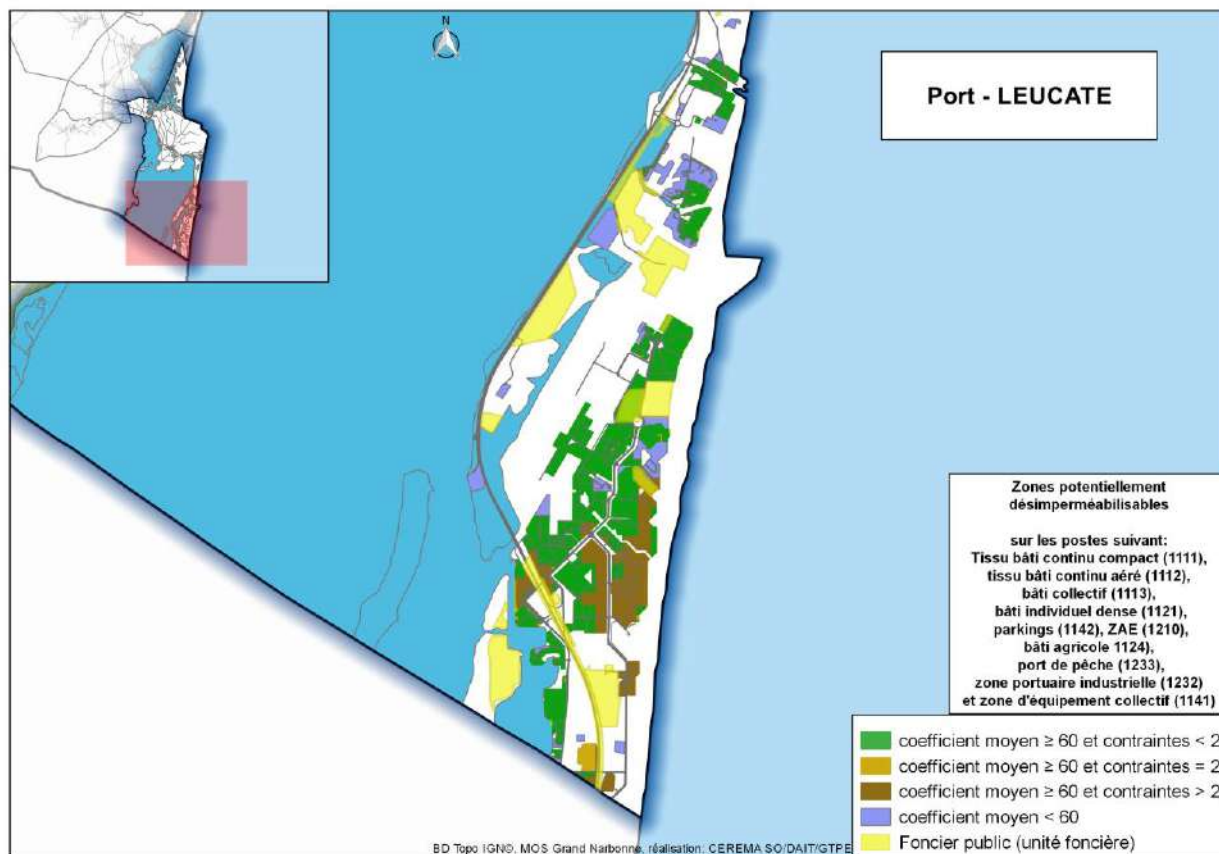 N
Port - LEUCATE
Zones potentiellement
désimperméabilisables
sur les postes suivant:
Tissu bâti continu compact (1111),
tissu bâti continu aéré (1112),
bâti collectif (1113),
bâti individuel dense (1121),
parkings (1142), ZAE (1210),
bâti agricole 1124),
port de pêche (1233),
zone portuaire industrielle (1232)
et zone d'équipement collectif (1141)
coefficient moyen ≥ 60 et contraintes < 2
coefficient moyen ≥ 60 et contraintes = 2
coefficient moyen ≥ 60 et contraintes > 2
coefficient moyen < 60
Foncier public (unité foncière)
BD Topo IGN©, MOS Grand Narbonne, réalisation: CEREMA SO/DAIT/GTPE